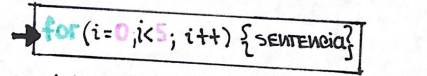 for(i=0,i<5; i++) {sentencia}